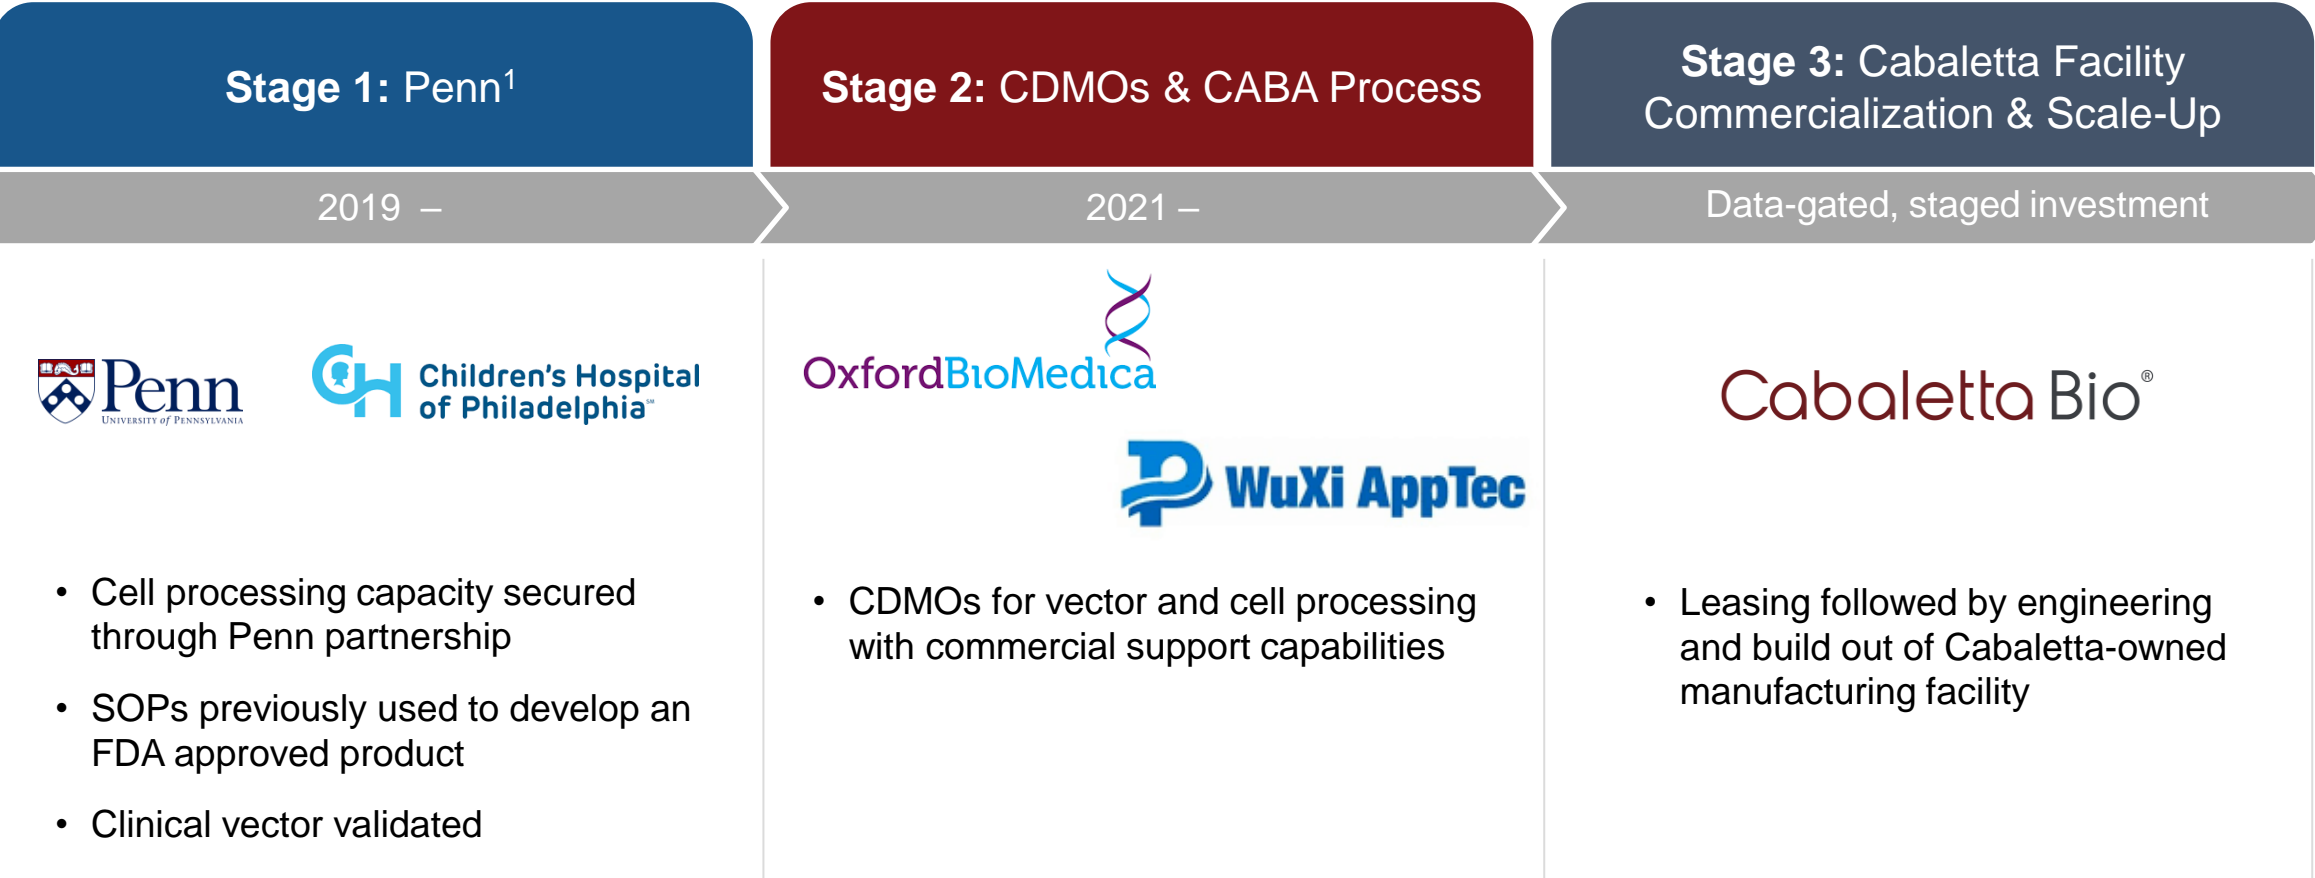 Stage 1: Penn1
Stage 2: CDMOs & CABA Process
Stage 3: Cabaletta Facility
Commercialization & Scale-Up
2019 –
2021 –
Data-gated, staged investment
Penn
UNIVERSITY of PENNSYLVANIA
CH
Children's Hospital
of Philadelphia℠
OxfordBioMedica
WuXi AppTec
Cabaletta Bio®
• Cell processing capacity secured
through Penn partnership
• SOPs previously used to develop an
FDA approved product
• Clinical vector validated
• CDMOs for vector and cell processing
with commercial support capabilities
• Leasing followed by engineering
and build out of Cabaletta-owned
manufacturing facility